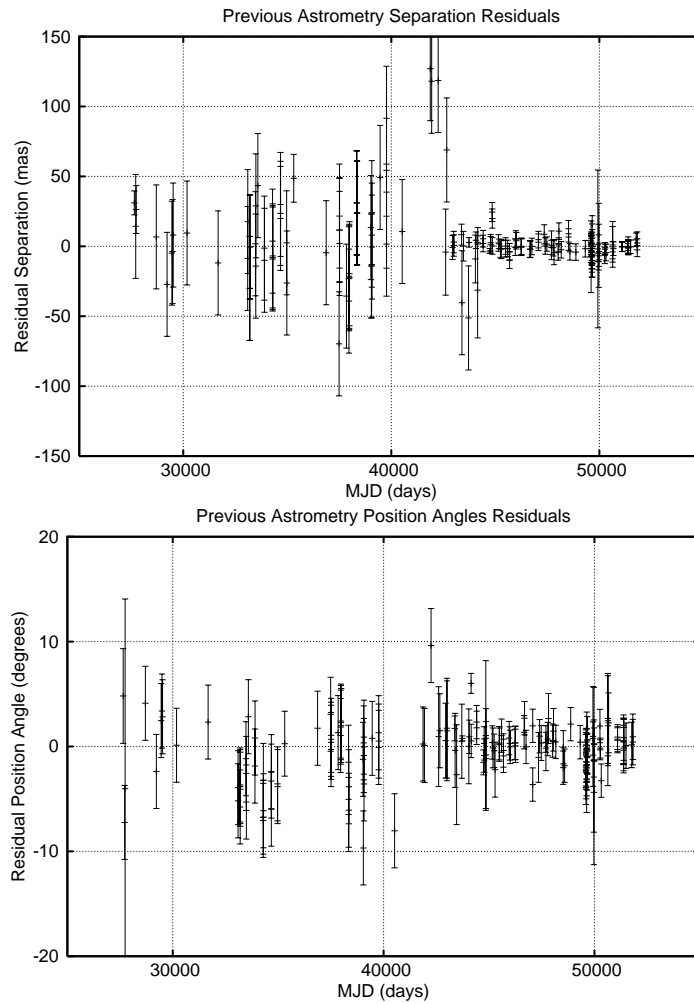 Previous Astrometry Separation Residuals
150
100
50
0
-50
-100
-150
Residual Separation (mas)
30000 40000 50000
MJD (days)
Previous Astrometry Position Angles Residuals
20
10
0
-10
-20
Residual Position Angle (degrees)
30000 40000 50000
MJD (days)